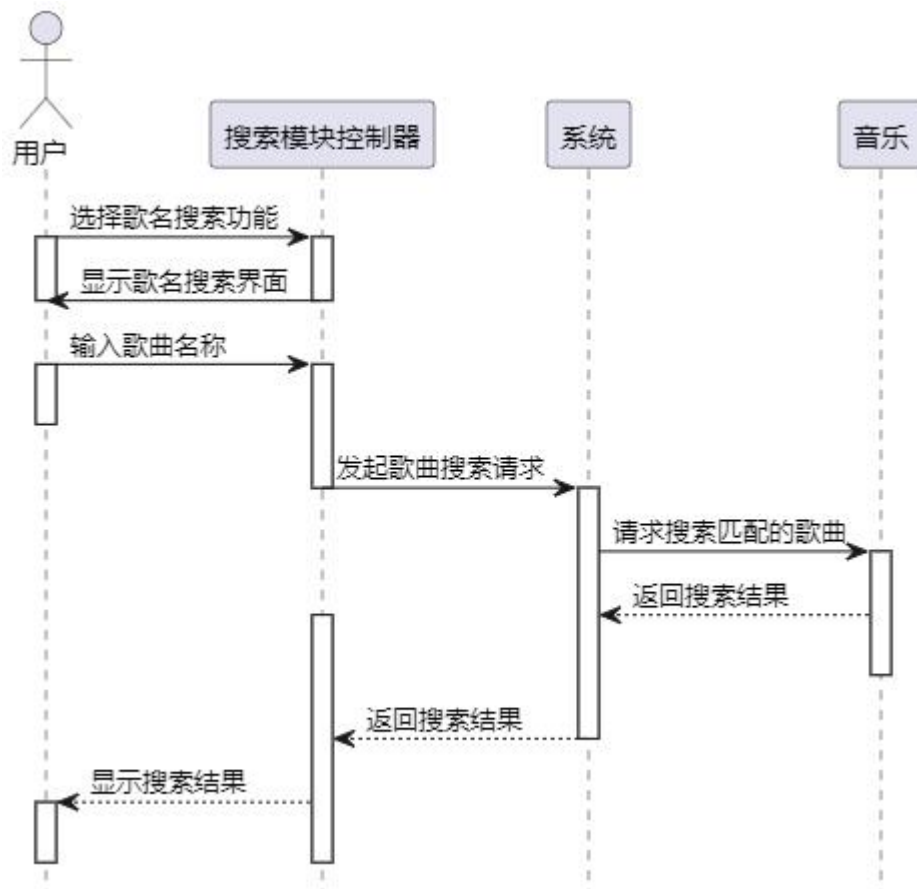 用户
搜索模块控制器
系统
音乐
选择歌名搜索功能
显示歌名搜索界面
输入歌曲名称
发起歌曲搜索请求
请求搜索匹配的歌曲
返回搜索结果
返回搜索结果
显示搜索结果